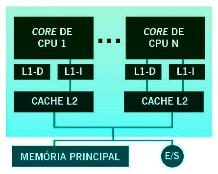 CORE DE
CPU 1
...
CORE DE
CPU N
L1-D
L1-I
L1-D
L1-I
CACHE L2
CACHE L2
MEMÓRIA PRINCIPAL
E/S